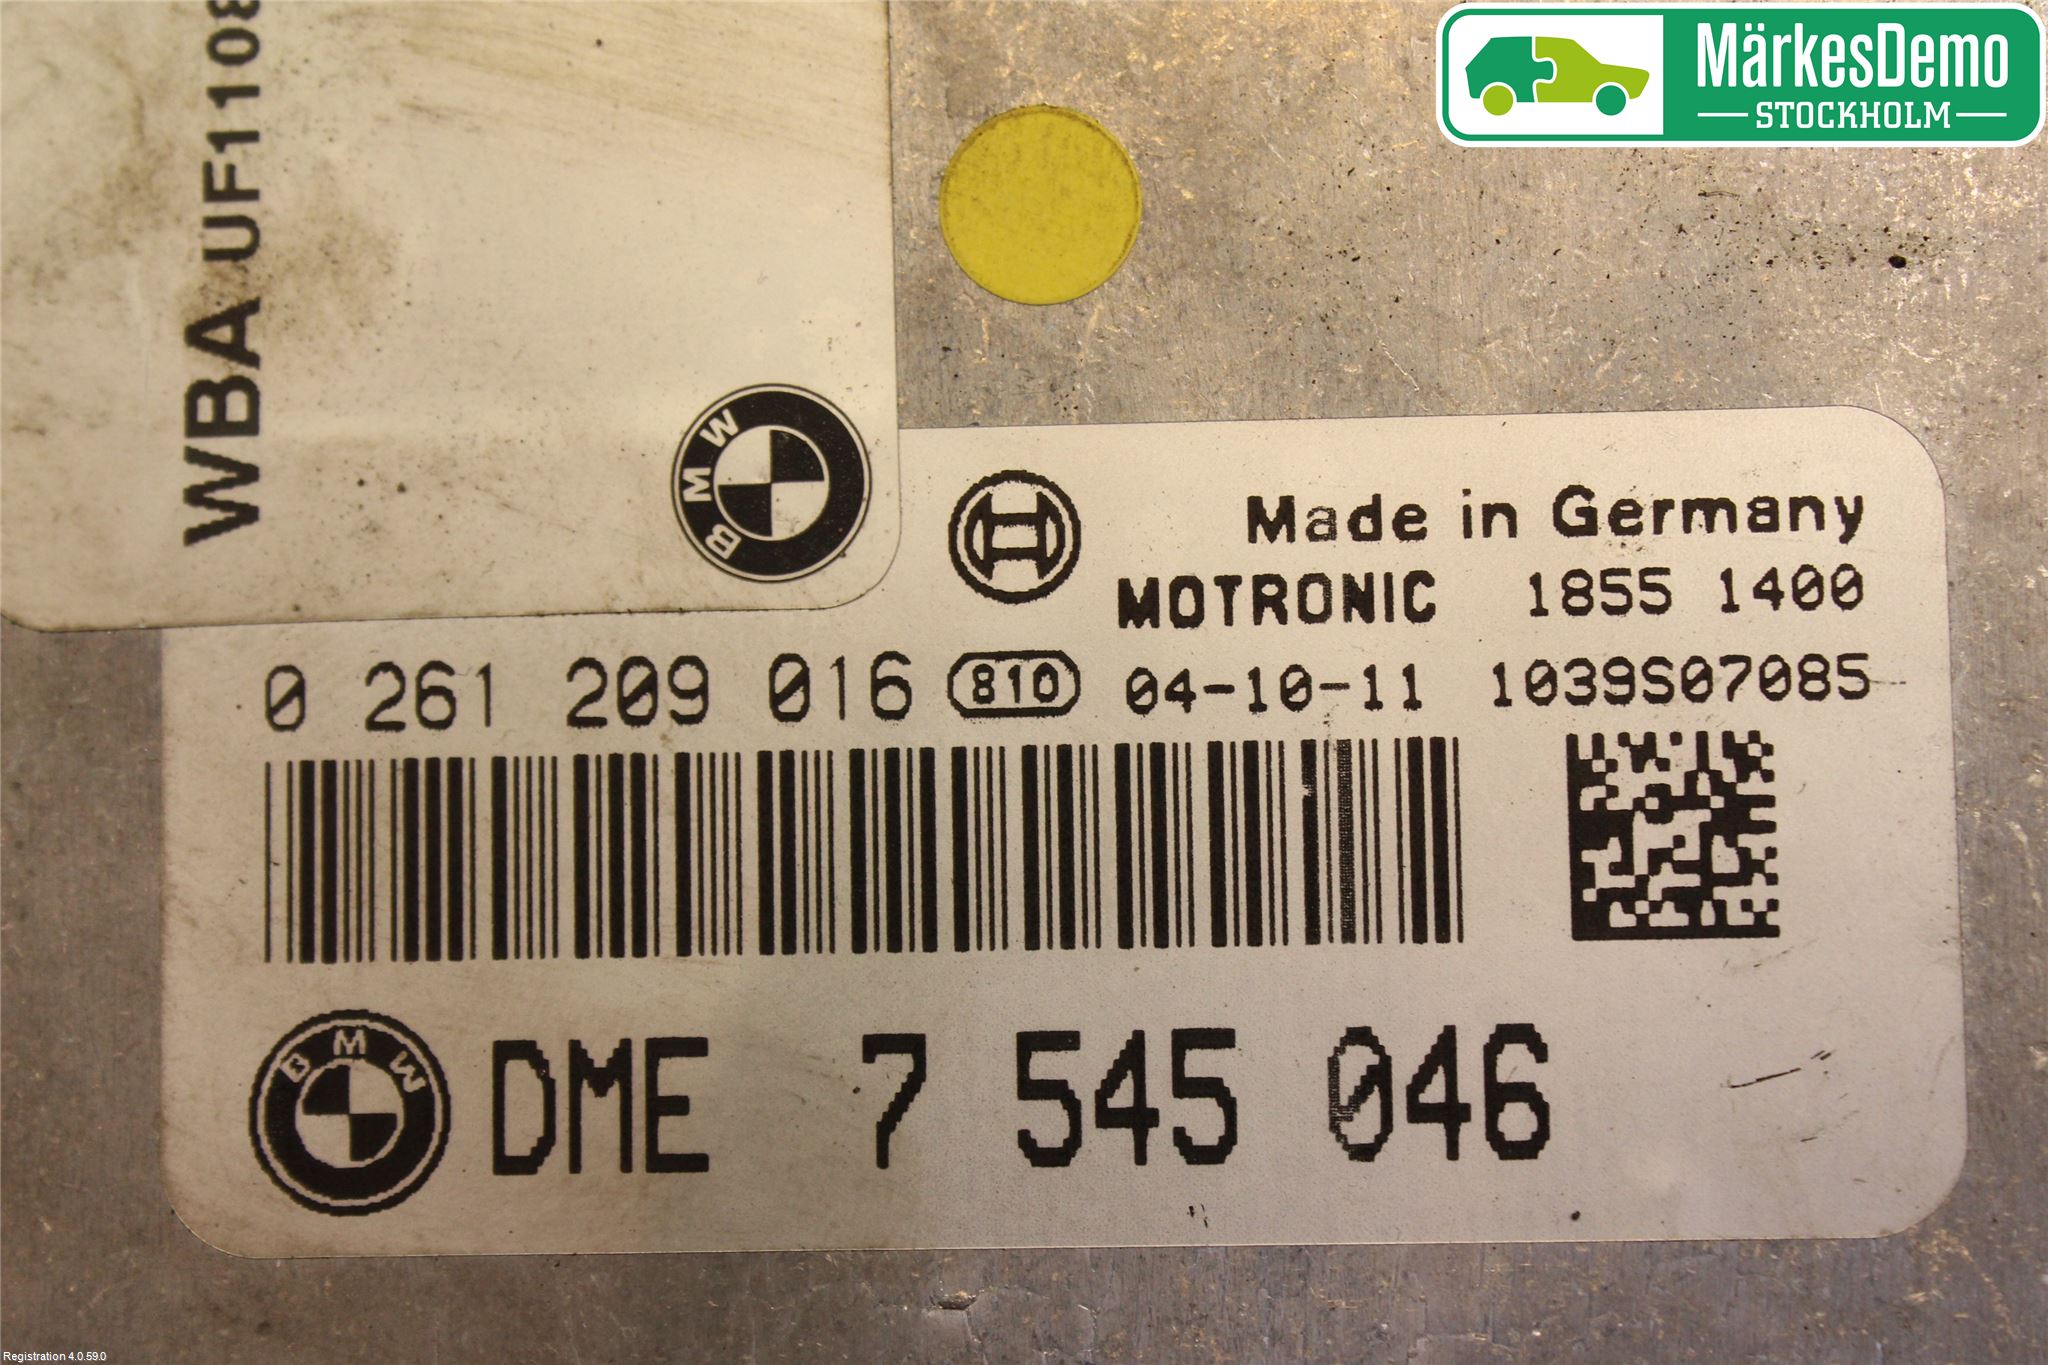 MärkesDemo
STOCKHOLM
WBA UF1108
BMW
Made in Germany
MOTRONIC 1855 1400
0 261 209 016 810 04-10-11 1039S07085
BMW DME 7 545 046
Registration 4.0.59.0